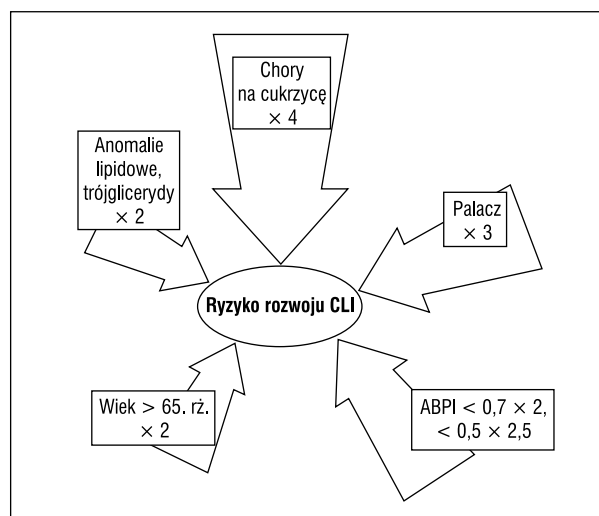 Chory
na cukrzycę
× 4
Anomalie
lipidowe,
trójglicerydy
× 2
Palacz
× 3
Ryzyko rozwoju CLI
Wiek > 65. rż.
× 2
ABPI < 0,7 × 2,
< 0,5 × 2,5